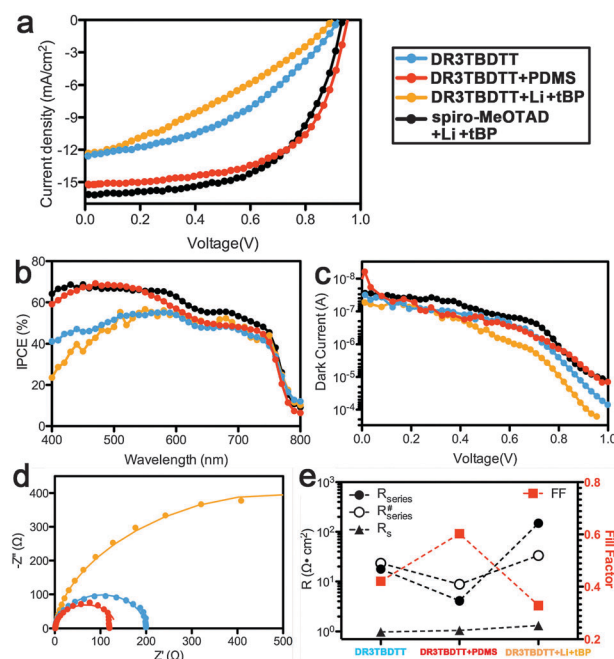 a
Current density (mA/cm²)
0
-3
-6
-9
-12
-15
0.0 0.2 0.4 0.6 0.8 1.0
Voltage(V)
DR3TBDTT
DR3TBDTT+PDMS
DR3TBDTT+Li+tBP
spiro-MeOTAD
+Li+tBP
b
IPCE (%)
80
60
40
20
0
400 500 600 700 800
Wavelength (nm)
c
Dark Current (A)
10⁻⁸
10⁻⁷
10⁻⁶
10⁻⁵
10⁻⁴
0.0 0.2 0.4 0.6 0.8 1.0
Voltage(V)
d
-Z" (Ω)
400
300
200
100
0
0 100 200 300 400 500
Z' (Ω)
e
R (Ω• cm²)
10³
10²
10¹
10⁰
R series
R# series
R s
FF
0.8
0.6
0.4
0.2
Fill Factor
DR3TBDTT DR3TBDTT+PDMS DR3TBDTT+Li+tBP